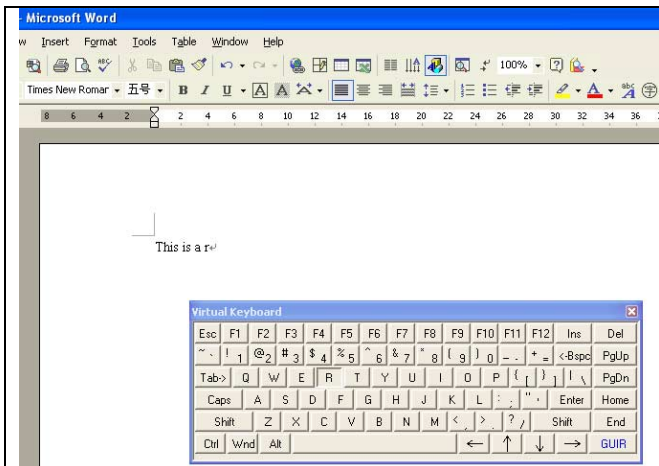 - Microsoft Word
w Insert Format Tools Table Window Help
100%
Times New Romar 五号 B I U A A A
8 6 4 2 2 4 6 8 10 12 14 16 18 20 22 24 26 28 30 32 34 36
This is a r
Virtual Keyboard
Esc F1 F2 F3 F4 F5 F6 F7 F8 F9 F10 F11 F12 Ins Del
~ ` ! 1 @ 2 # 3 $ 4 % 5 ^ 6 & 7 * 8 ( 9 ) 0 _ - + = <-Bspc PgUp
Tab-> Q W E R T Y U I O P { [ } ] | \ PgDn
Caps A S D F G H J K L : ; " ' Enter Home
Shift Z X C V B N M < , > . ? / Shift End
Ctrl Wnd Alt ← ↑ ↓ → GUIR